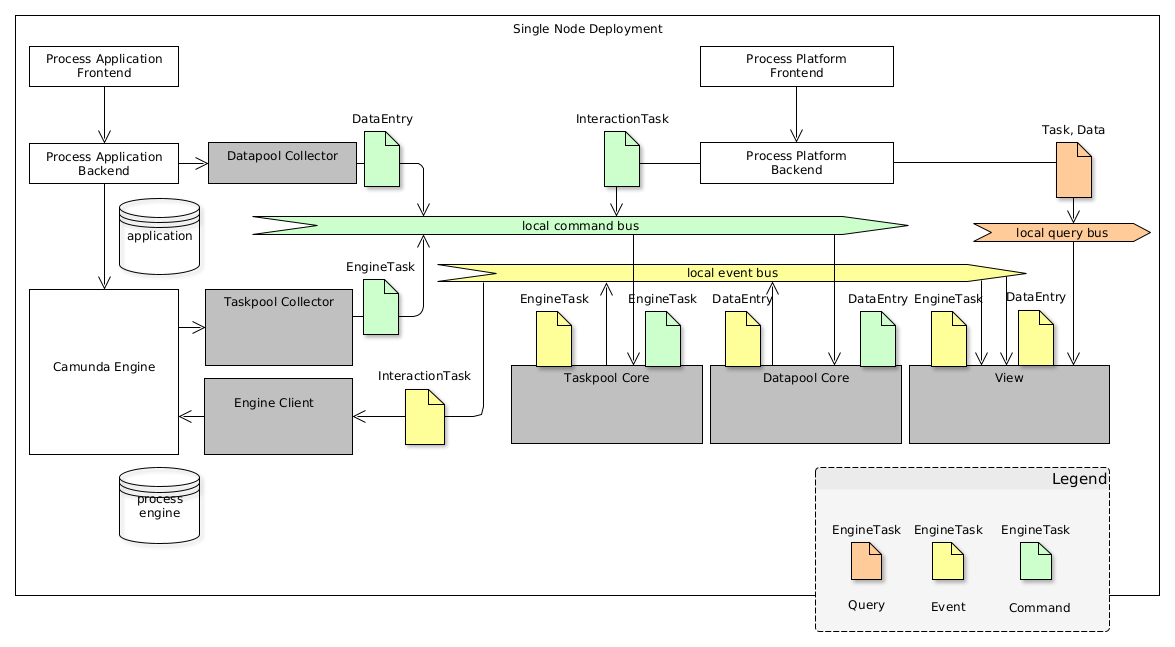 Single Node Deployment
Process Application
Frontend
Process Platform
Frontend
DataEntry
InteractionTask
Task, Data
Process Application
Backend
Datapool Collector
Process Platform
Backend
application
local command bus
local query bus
EngineTask
local event bus
Taskpool Collector
EngineTask
EngineTask
DataEntry
DataEntry
EngineTask
DataEntry
Camunda Engine
InteractionTask
Taskpool Core
Datapool Core
View
Engine Client
process
engine
Legend
EngineTask
EngineTask
EngineTask
Query
Event
Command